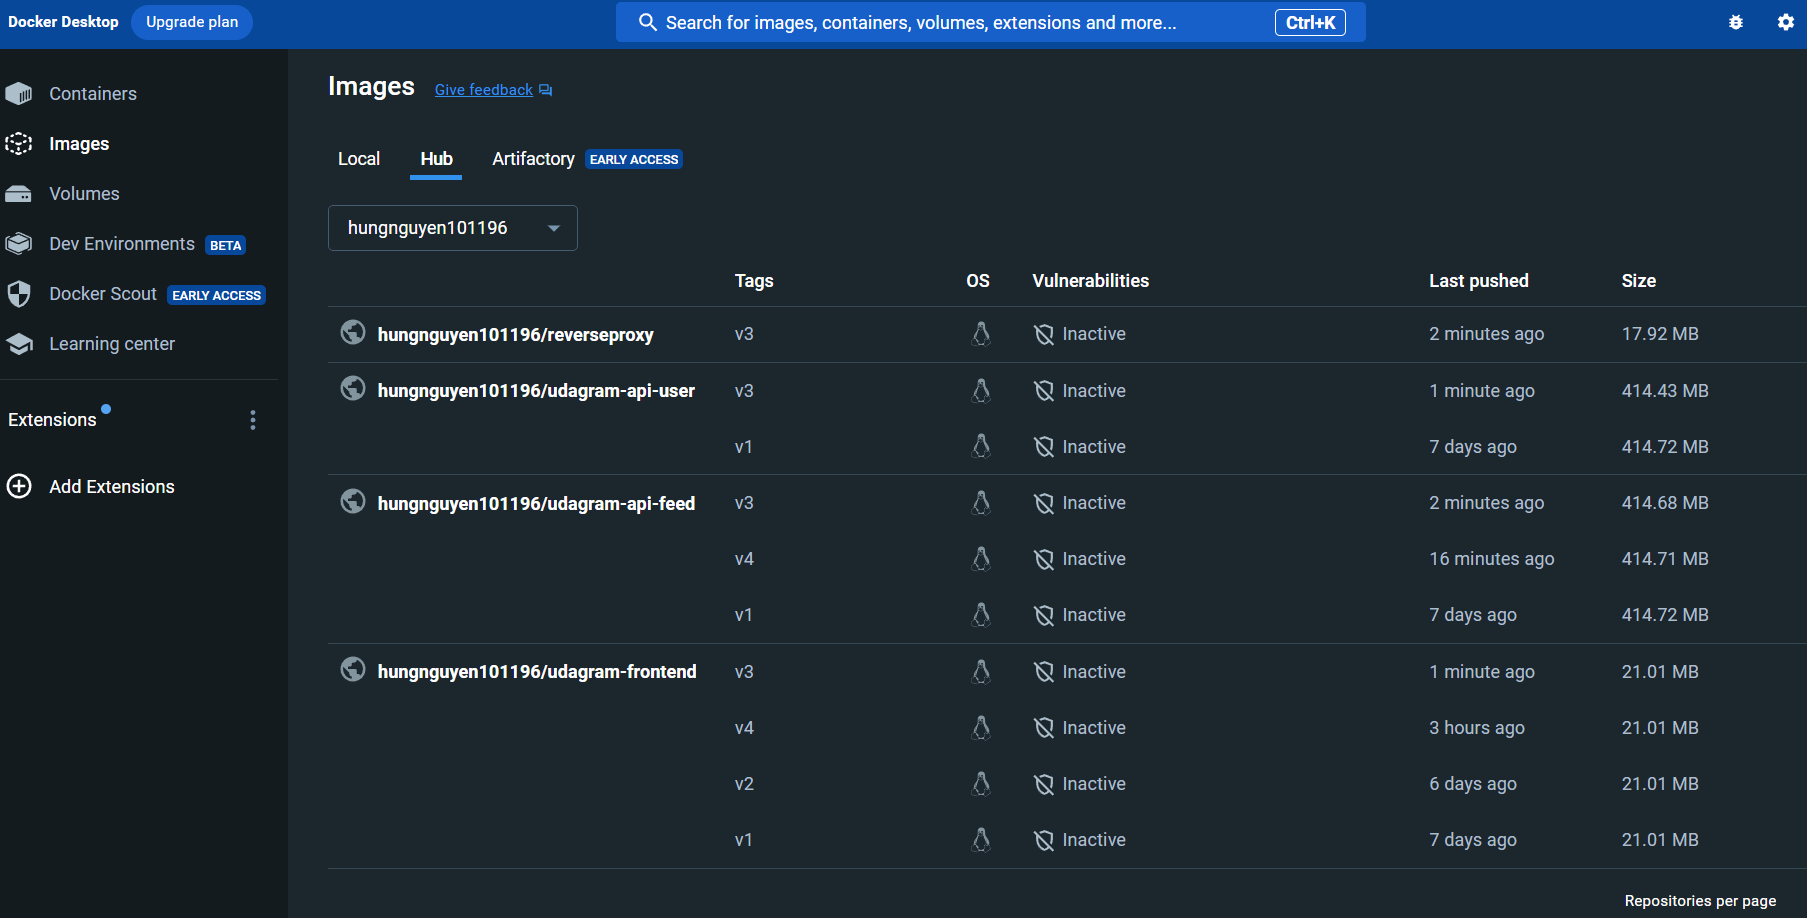 Docker Desktop Upgrade plan Search for images, containers, volumes, extensions and more... Ctrl+K
Containers
Images
Volumes
Dev Environments BETA
Docker Scout EARLY ACCESS
Learning center
Extensions
Add Extensions
Images Give feedback
Local Hub Artifactory EARLY ACCESS
hungnguyen101196
Tags OS Vulnerabilities Last pushed Size
hungnguyen101196/reverseproxy v3 Inactive 2 minutes ago 17.92 MB
hungnguyen101196/udagram-api-user v3 Inactive 1 minute ago 414.43 MB
v1 Inactive 7 days ago 414.72 MB
hungnguyen101196/udagram-api-feed v3 Inactive 2 minutes ago 414.68 MB
v4 Inactive 16 minutes ago 414.71 MB
v1 Inactive 7 days ago 414.72 MB
hungnguyen101196/udagram-frontend v3 Inactive 1 minute ago 21.01 MB
v4 Inactive 3 hours ago 21.01 MB
v2 Inactive 6 days ago 21.01 MB
v1 Inactive 7 days ago 21.01 MB
Repositories per page